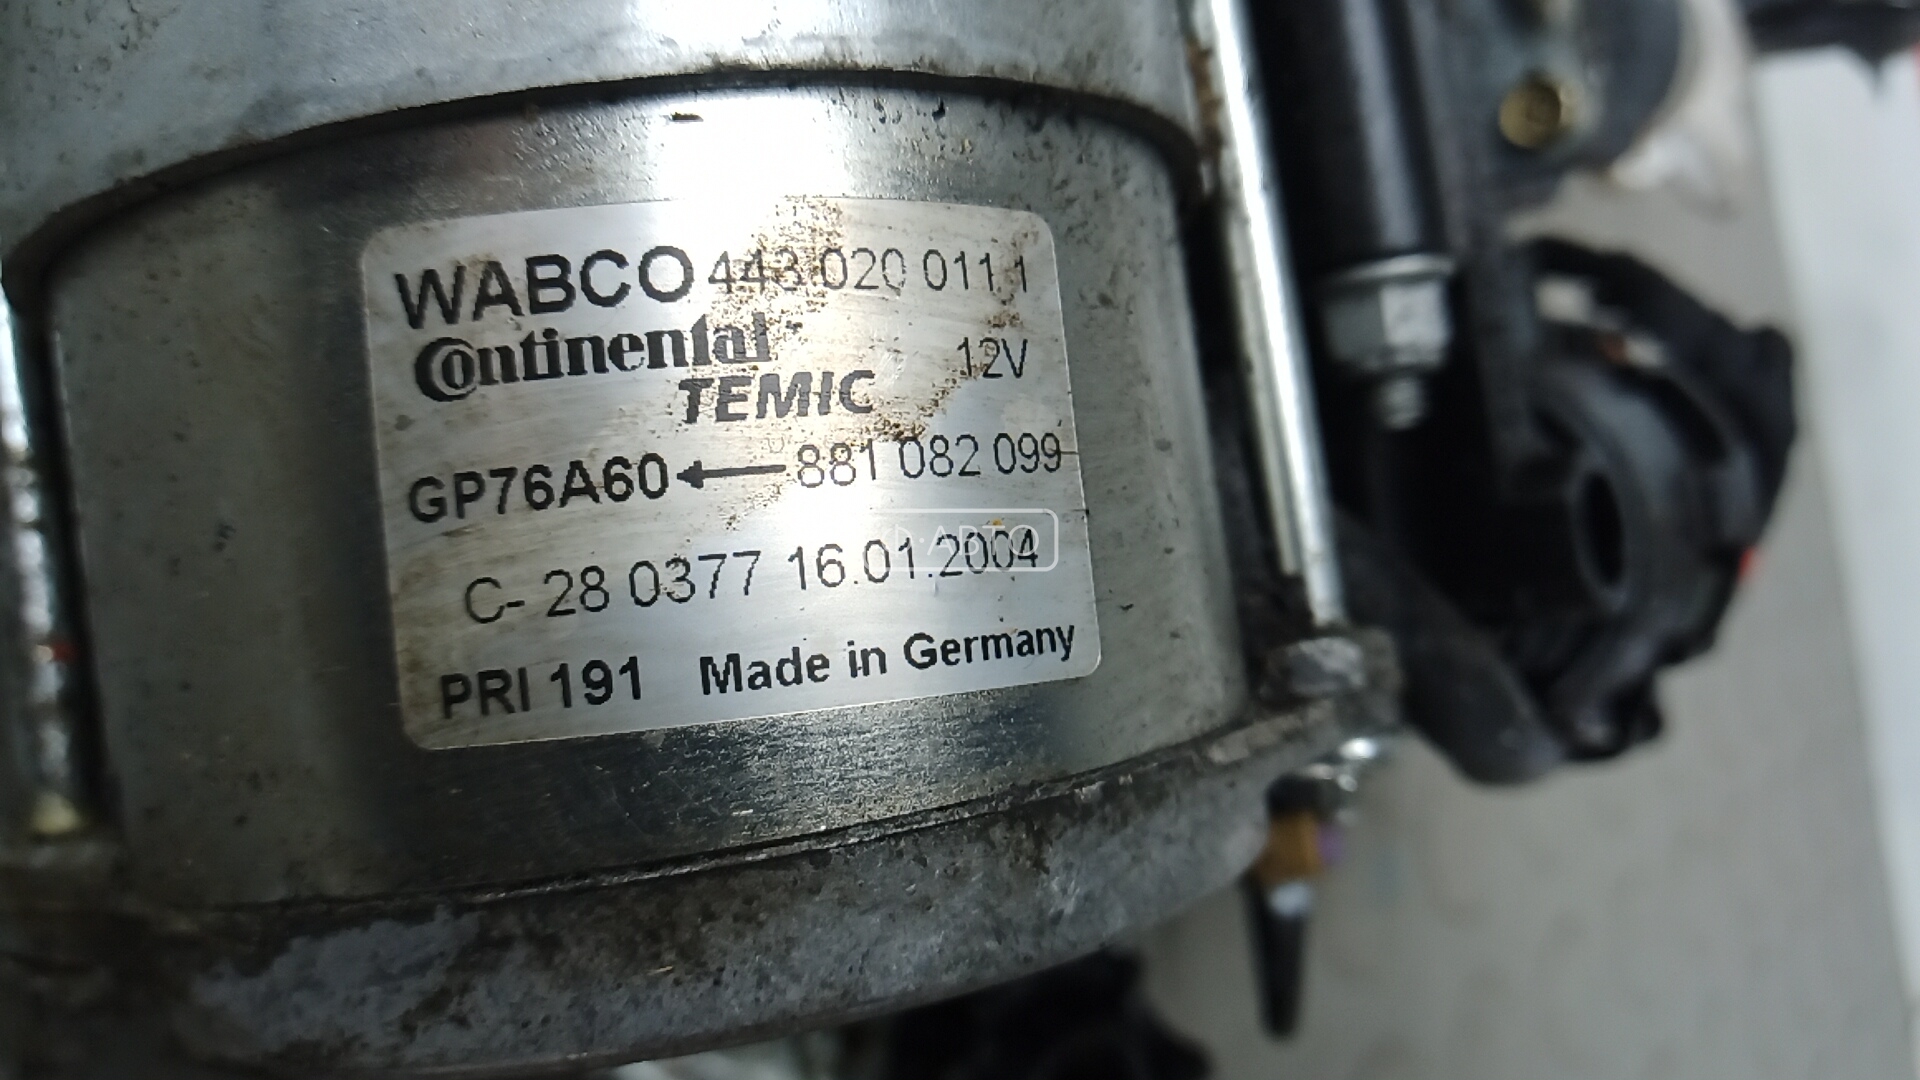 WABCO 443 020 011 1
Continental
12V
TEMIC
GP76A60 881 082 099
C- 28 0377 16.01.2004
АВТО
PRI 191 Made in Germany